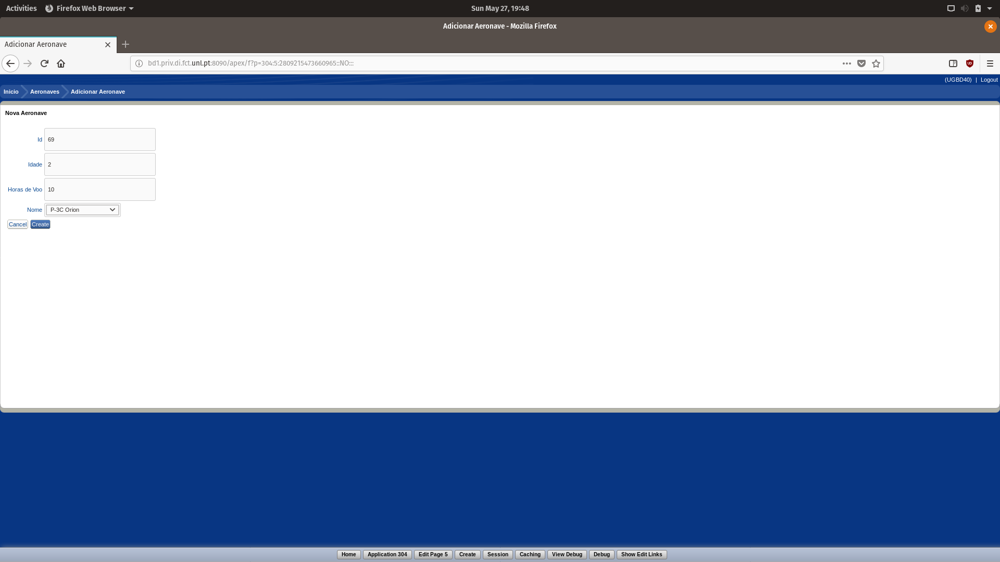 Activities Firefox Web Browser Sun May 27, 19:48
Adicionar Aeronave - Mozilla Firefox
Adicionar Aeronave
bd1.priv.di.fct.unl.pt:8090/apex/f?p=304:5:2809215473660965::NO:::
(UGBD40) | Logout
Inicio Aeronaves Adicionar Aeronave
Nova Aeronave
Id 69
Idade 2
Horas de Voo 10
Nome P-3C Orion
Cancel Create
Home Application 304 Edit Page 5 Create Session Caching View Debug Debug Show Edit Links